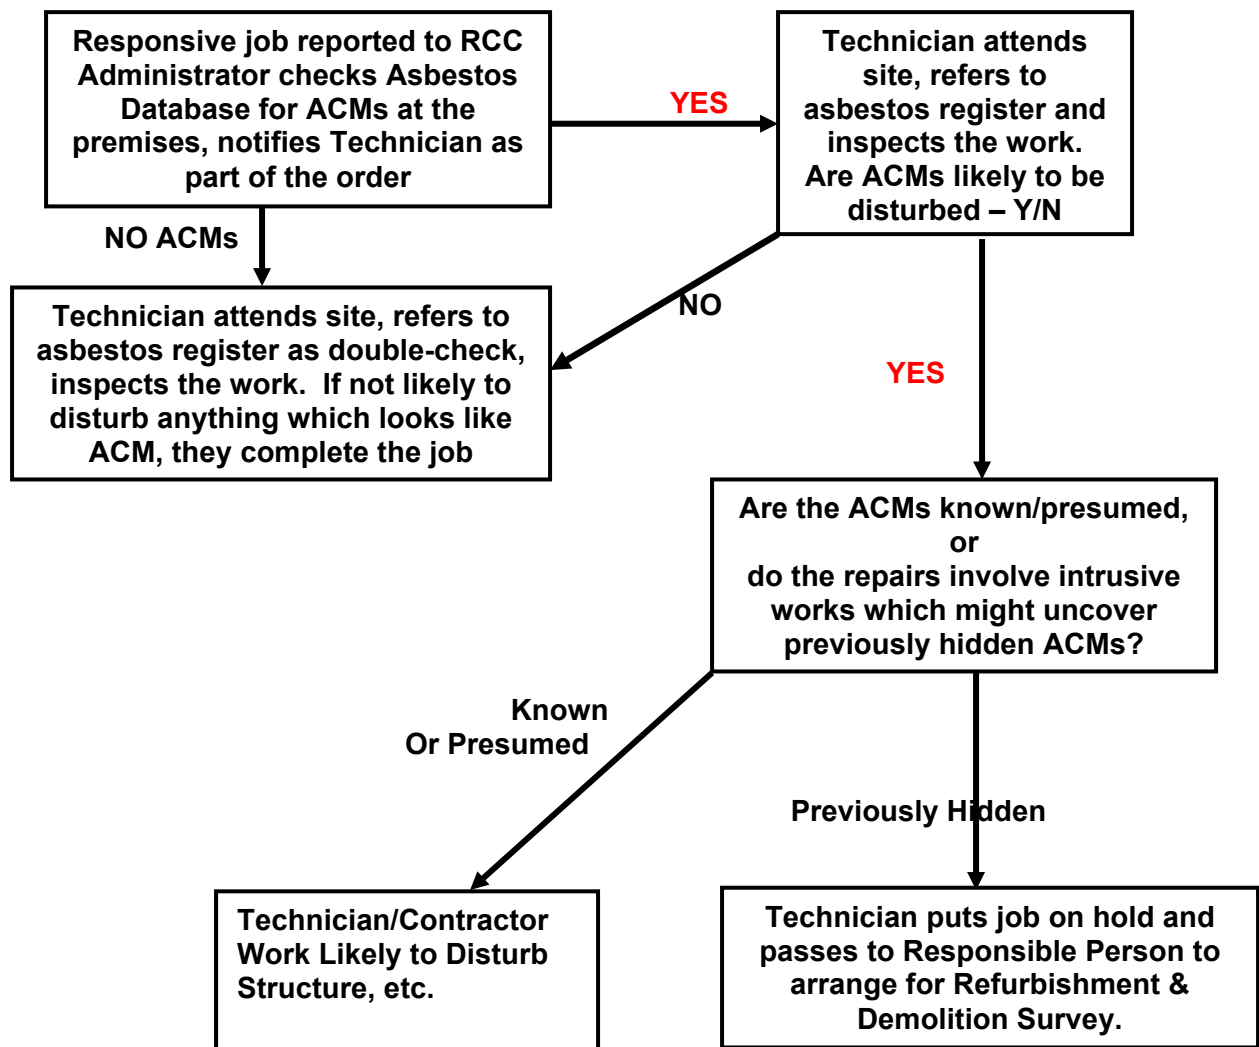 Responsive job reported to RCC
Administrator checks Asbestos
Database for ACMs at the
premises, notifies Technician as
part of the order
YES
Technician attends
site, refers to
asbestos register and
inspects the work.
Are ACMs likely to be
disturbed – Y/N
NO ACMs
NO
Technician attends site, refers to
asbestos register as double-check,
inspects the work.  If not likely to
disturb anything which looks like
ACM, they complete the job
YES
Are the ACMs known/presumed,
or
do the repairs involve intrusive
works which might uncover
previously hidden ACMs?
Known
Or Presumed
Previously Hidden
Technician/Contractor
Work Likely to Disturb
Structure, etc.
Technician puts job on hold and
passes to Responsible Person to
arrange for Refurbishment &
Demolition Survey.